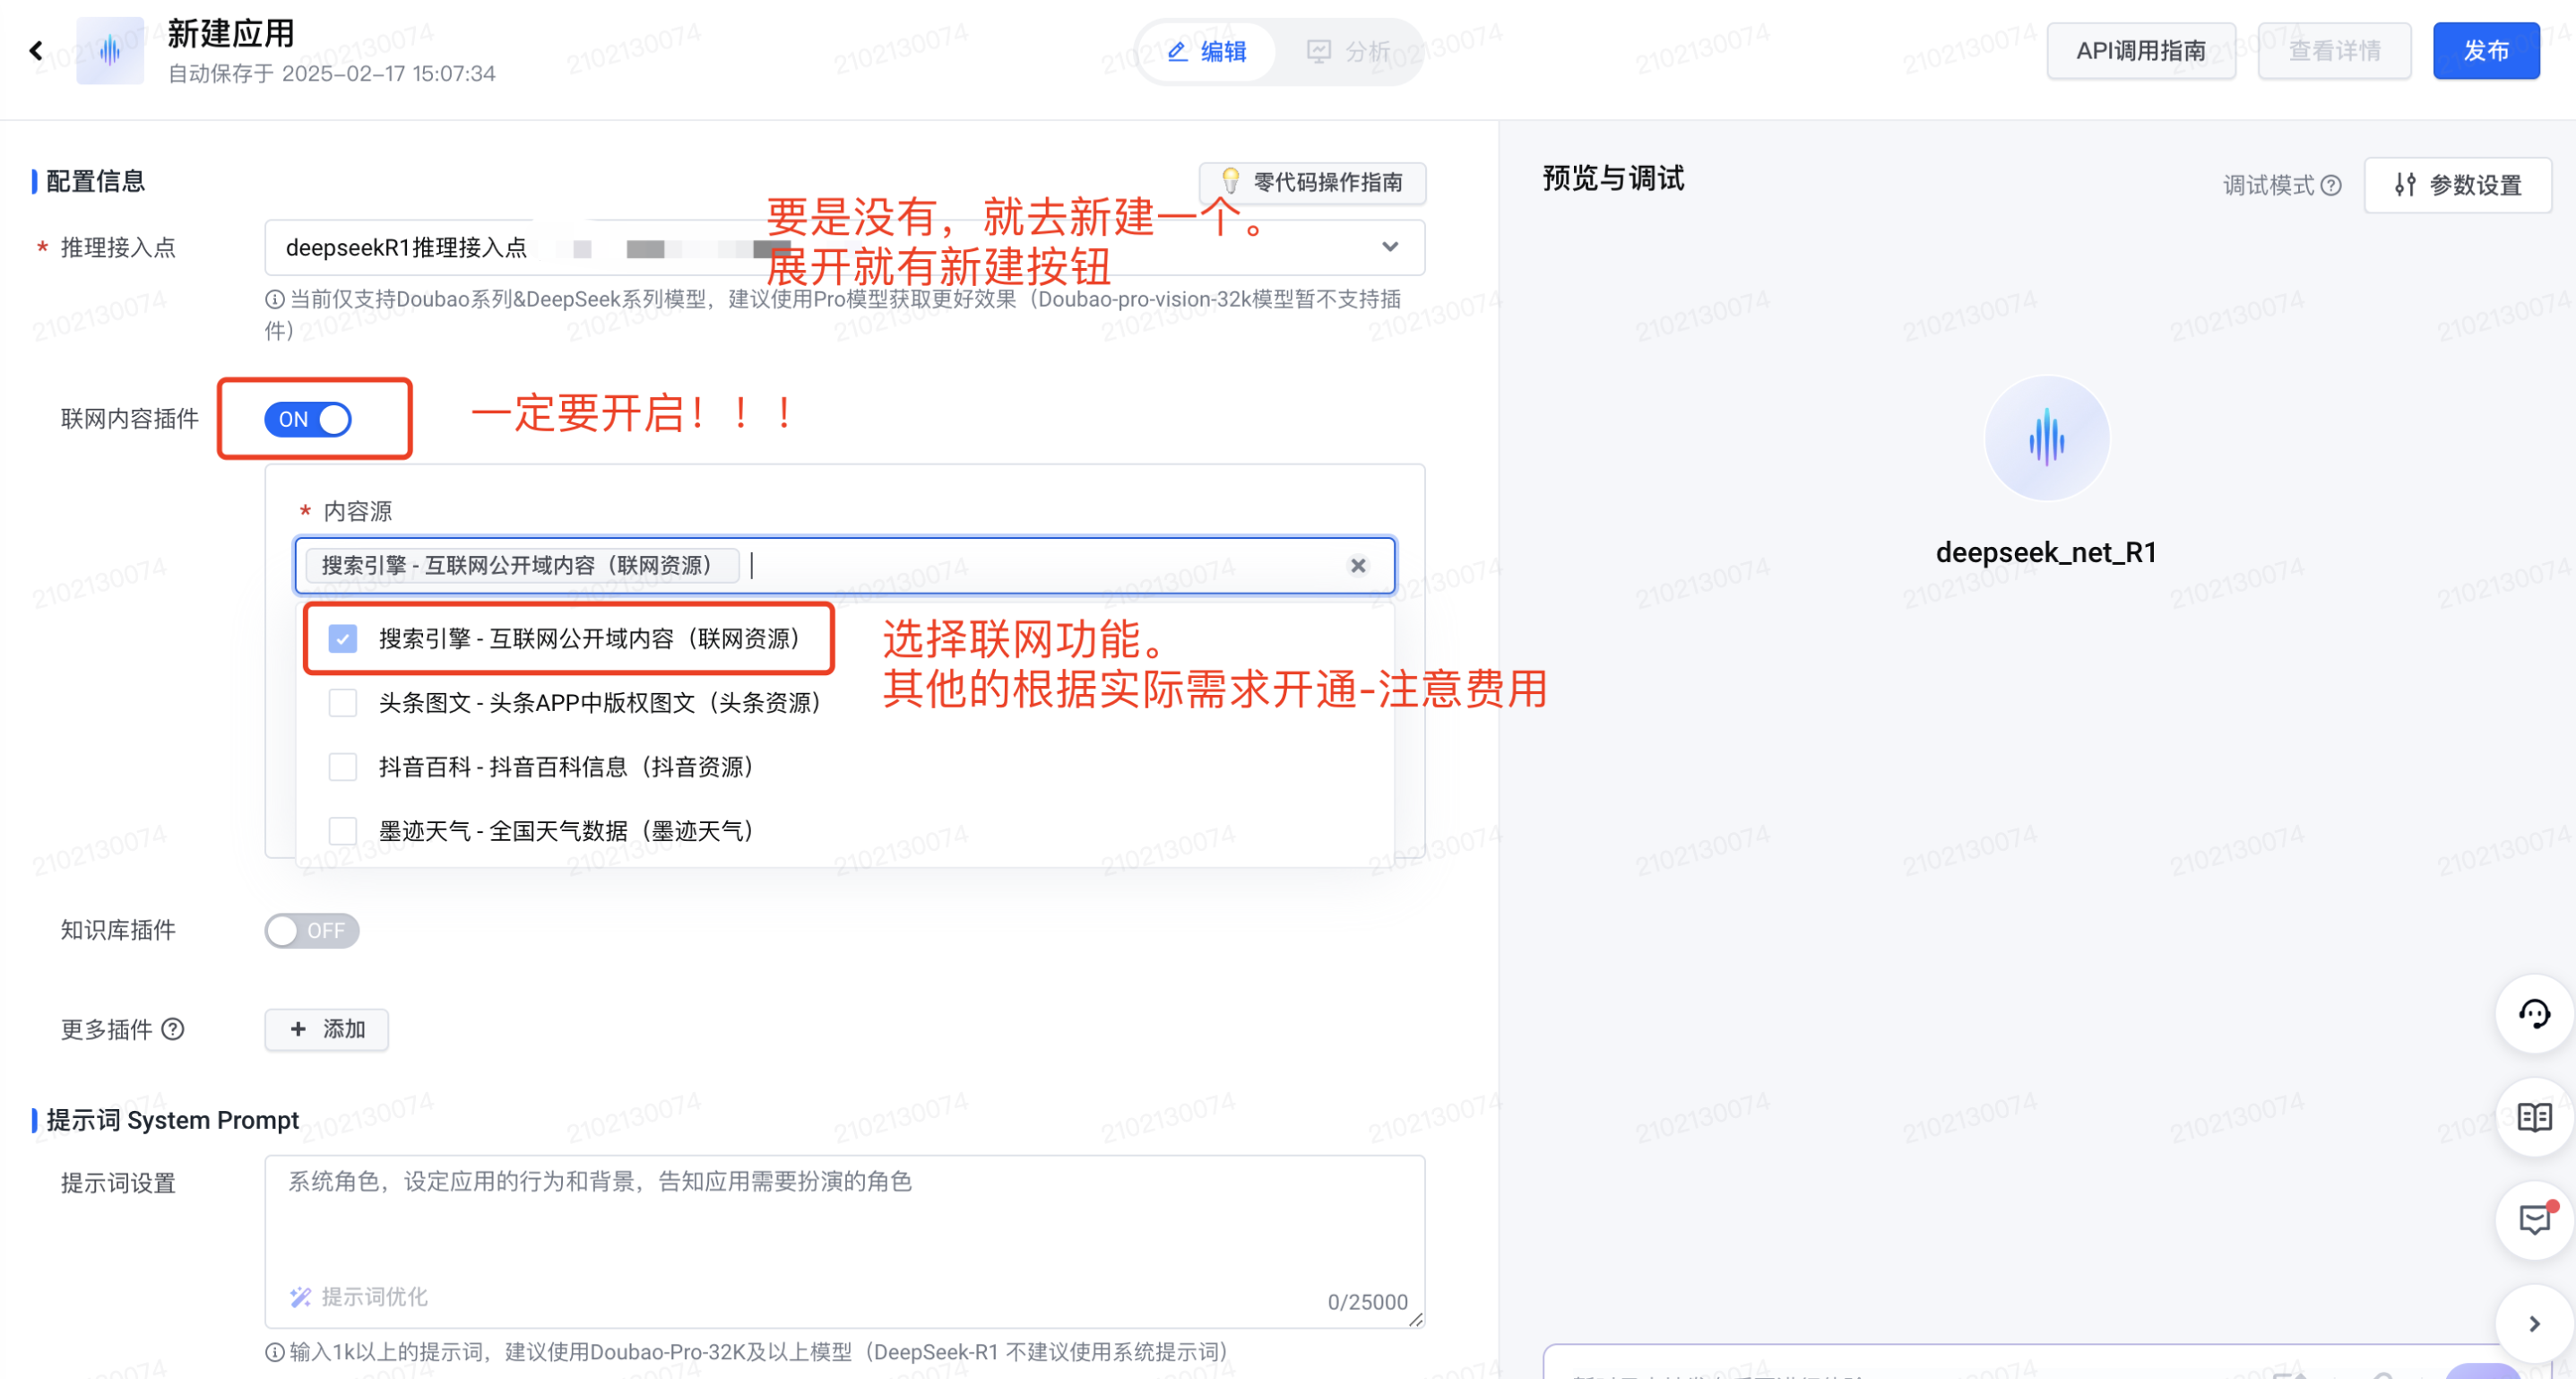 新建应用
自动保存于 2025-02-17 15:07:34
编辑
分析
API调用指南
查看详情
发布
配置信息
零代码操作指南
要是没有，就去新建一个。
展开就有新建按钮
* 推理接入点
deepseekR1推理接入点
当前仅支持Doubao系列&DeepSeek系列模型，建议使用Pro模型获取更好效果（Doubao-pro-vision-32k模型暂不支持插
件）
联网内容插件
ON
一定要开启！！！
* 内容源
搜索引擎 - 互联网公开域内容（联网资源）
搜索引擎 - 互联网公开域内容（联网资源）
选择联网功能。
其他的根据实际需求开通-注意费用
头条图文 - 头条APP中版权图文（头条资源）
抖音百科 - 抖音百科信息（抖音资源）
墨迹天气 - 全国天气数据（墨迹天气）
知识库插件
OFF
更多插件
+ 添加
提示词 System Prompt
提示词设置
系统角色，设定应用的行为和背景，告知应用需要扮演的角色
提示词优化
0/25000
输入1k以上的提示词，建议使用Doubao-Pro-32K及以上模型（DeepSeek-R1 不建议使用系统提示词）
预览与调试
调试模式
参数设置
deepseek_net_R1
2102130074